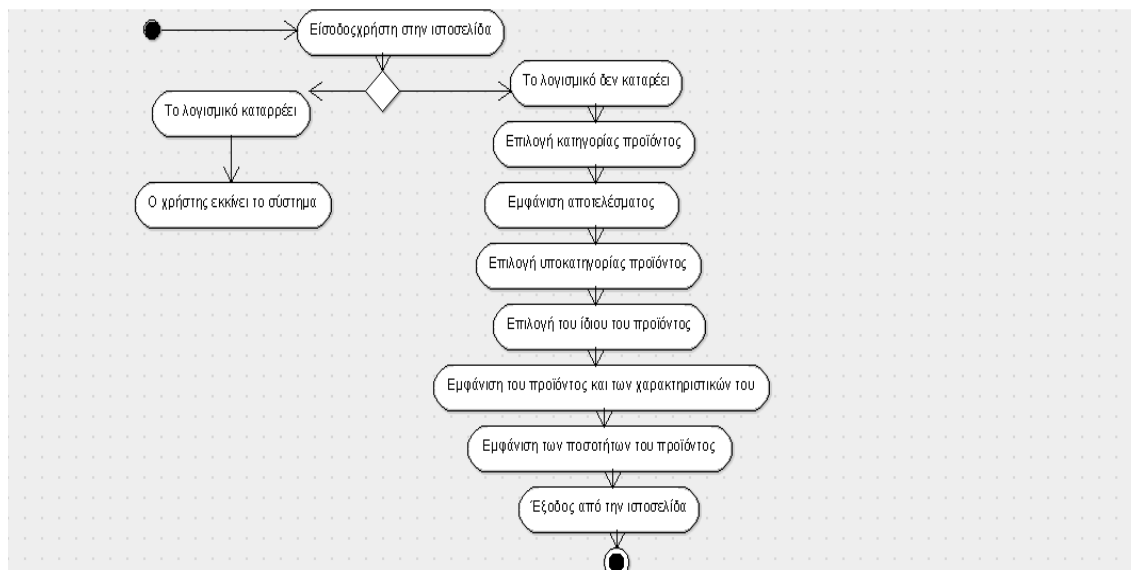 Είσοδοςχρήστη στην ιστοσελίδα
Το λογισμικό δεν καταρέει
Το λογισμικό καταρρέει
Επιλογή κατηγορίας προϊόντος
Ο χρήστης εκκίνει το σύστημα
Εμφάνιση αποτελέσματος
Επιλογή υποκατηγορίας προϊόντος
Επιλογή του ίδιου του προϊόντος
Εμφάνιση του προϊόντος και των χαρακτηριστικών του
Εμφάνιση των ποσοτήτων του προϊόντος
Έξοδος από την ιστοσελίδα